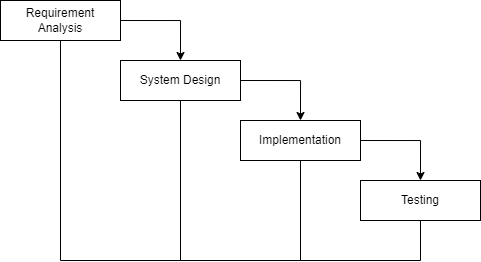 Requirement
Analysis
System Design
Implementation
Testing